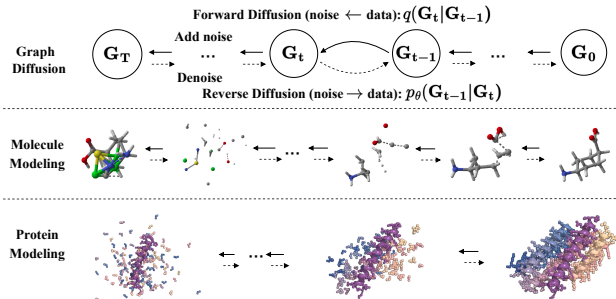 Forward Diffusion (noise ← data): q(G_t|G_{t−1})
Graph
Diffusion
G_T
Add noise
...
Denoise
G_t
G_{t−1}
...
G_0
Reverse Diffusion (noise → data): p_θ(G_{t−1}|G_t)
Molecule
Modeling
...
Protein
Modeling
...